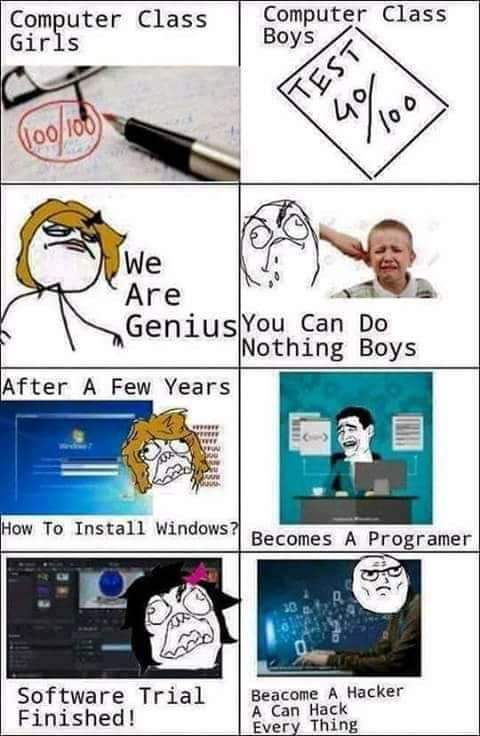 Computer Class
Girls
100/100
Computer Class
Boys
TEST
40/100
We
Are
Genius
You Can Do
Nothing Boys
After A Few Years
How To Install Windows?
Becomes A Programer
Software Trial
Finished!
Beacome A Hacker
A Can Hack
Every Thing